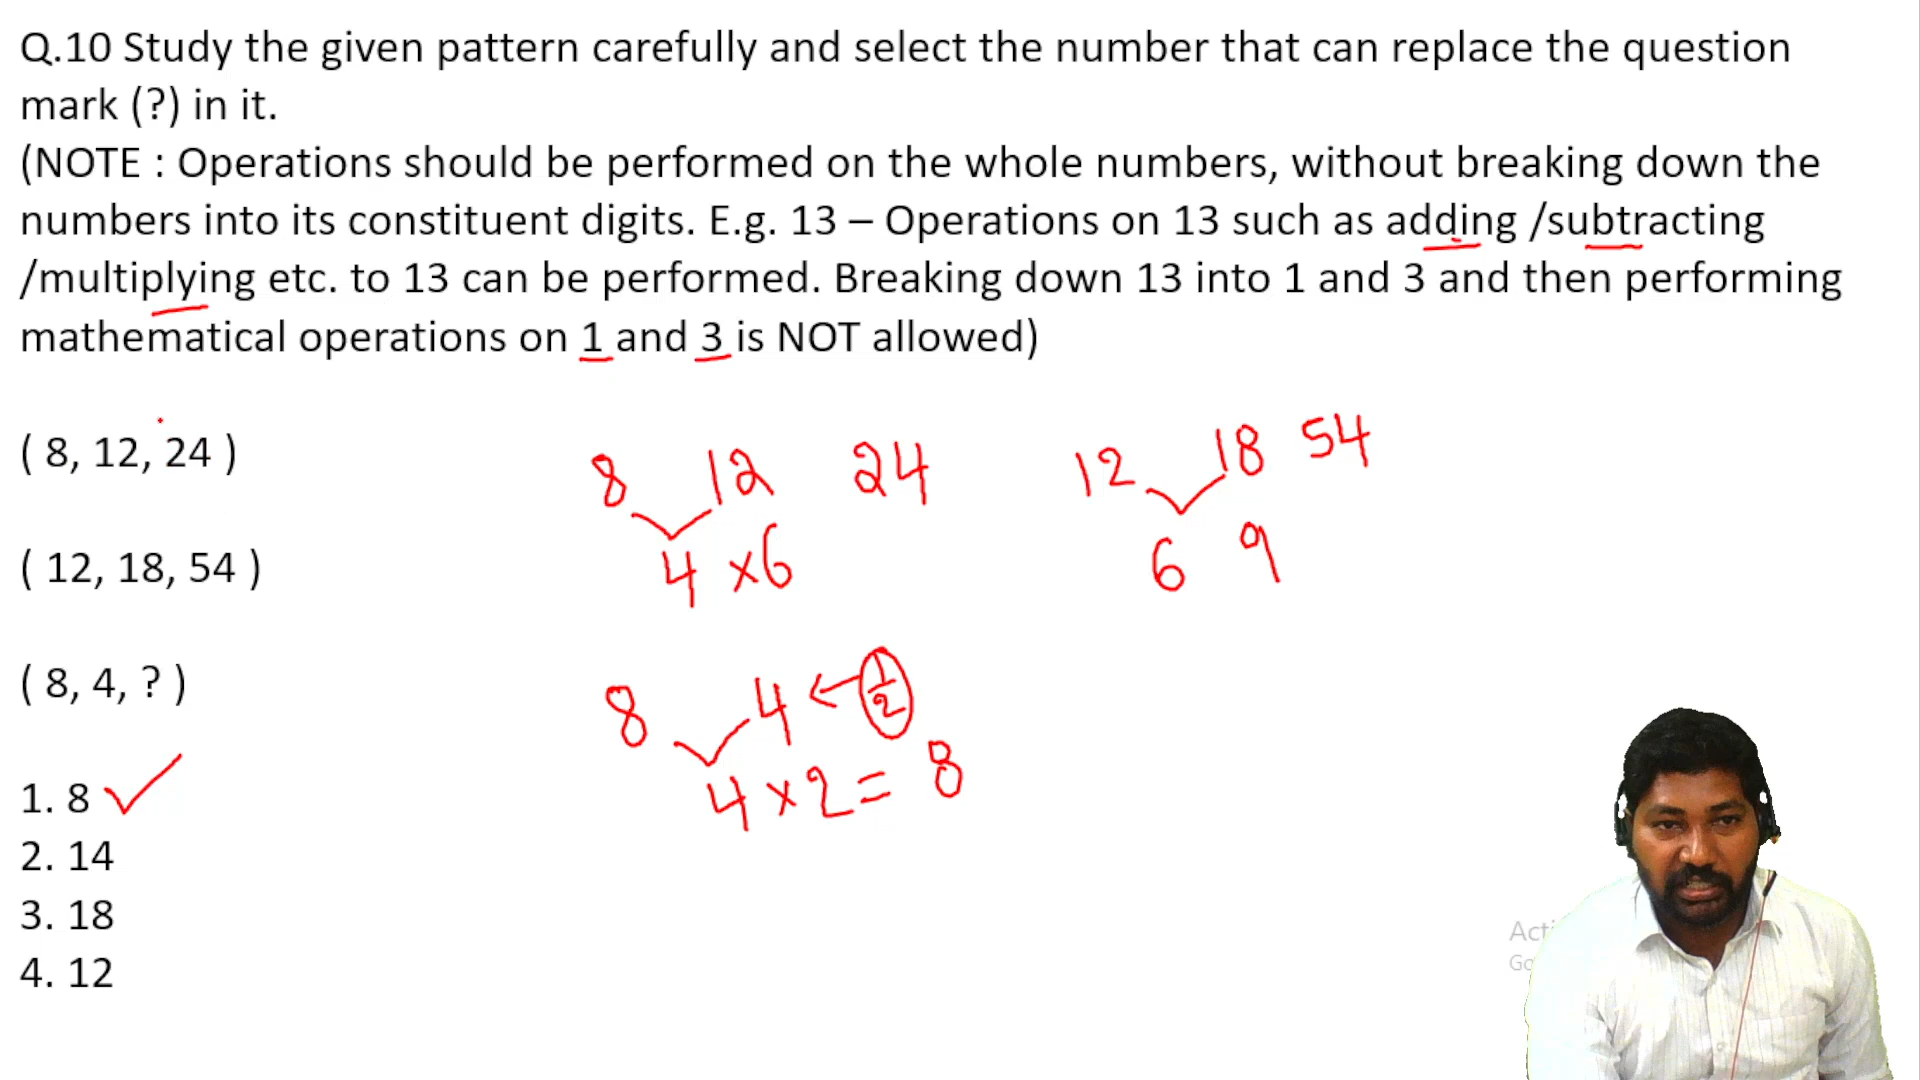 Q.10 Study the given pattern carefully and select the number that can replace the question
mark (?) in it.
(NOTE : Operations should be performed on the whole numbers, without breaking down the
numbers into its constituent digits. E.g. 13 – Operations on 13 such as adding /subtracting
/multiplying etc. to 13 can be performed. Breaking down 13 into 1 and 3 and then performing
mathematical operations on 1 and 3 is NOT allowed)
( 8, 12, 24 )
8 12 24
4 ×6
12 18 54
6 9
( 12, 18, 54 )
( 8, 4, ? )
8 4 ← 1/2
4 × 2 = 8
1. 8 ✓
2. 14
3. 18
4. 12